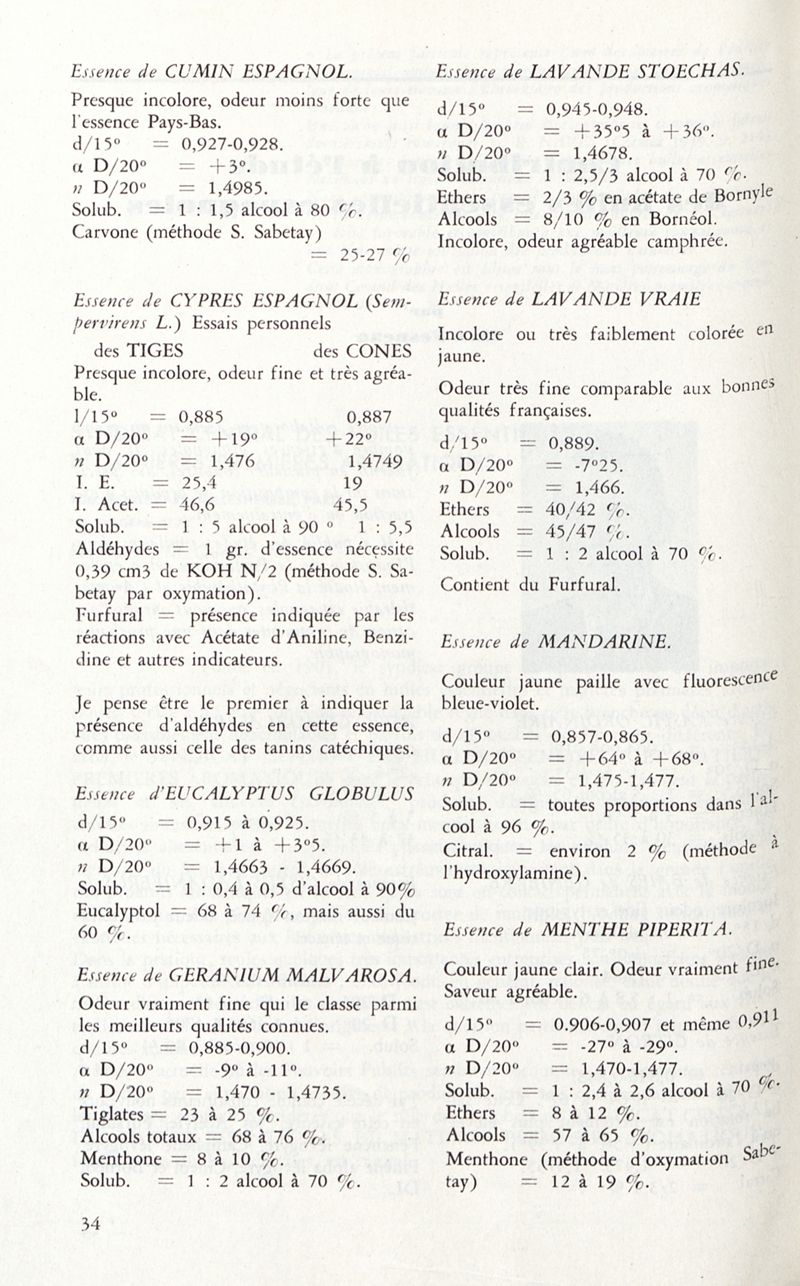 Essence de CUMIN ESPAGNOL.
Presque incolore, odeur moins forte que
l'essence Pays-Bas.
d/15° = 0,927-0,928.
α D/20° = +3°.
n D/20° = 1,4985.
Solub. = 1 : 1,5 alcool à 80 %.
Carvone (méthode S. Sabetay)
= 25-27 %
Essence de CYPRES ESPAGNOL (Sem-
pervirens L.) Essais personnels
des TIGES des CONES
Presque incolore, odeur fine et très agréa-
ble.
l/15° = 0,885 0,887
α D/20° = +19° +22°
n D/20° = 1,476 1,4749
I. E. = 25,4 19
I. Acet. = 46,6 45,5
Solub. = 1 : 5 alcool à 90 ° 1 : 5,5
Aldéhydes = 1 gr. d'essence nécessite
0,39 cm3 de KOH N/2 (méthode S. Sa-
betay par oxymation).
Furfural = présence indiquée par les
réactions avec Acétate d'Aniline, Benzi-
dine et autres indicateurs.
Je pense être le premier à indiquer la
présence d'aldéhydes en cette essence,
comme aussi celle des tanins catéchiques.
Essence d'EUCALYPTUS GLOBULUS
d/15° = 0,915 à 0,925.
α D/20° = +1 à +3°5.
n D/20° = 1,4663 - 1,4669.
Solub. = 1 : 0,4 à 0,5 d'alcool à 90%
Eucalyptol = 68 à 74 %, mais aussi du
60 %.
Essence de GERANIUM MALVAROSA.
Odeur vraiment fine qui le classe parmi
les meilleurs qualités connues.
d/15° = 0,885-0,900.
α D/20° = -9° à -11°.
n D/20° = 1,470 - 1,4735.
Tiglates = 23 à 25 %.
Alcools totaux = 68 à 76 %.
Menthone = 8 à 10 %.
Solub. = 1 : 2 alcool à 70 %.
34
Essence de LAVANDE STOECHAS.
d/15° = 0,945-0,948.
α D/20° = +35°5 à +36°.
n D/20° = 1,4678.
Solub. = 1 : 2,5/3 alcool à 70 %.
Ethers = 2/3 % en acétate de Bornyle
Alcools = 8/10 % en Bornéol.
Incolore, odeur agréable camphrée.
Essence de LAVANDE VRAIE
Incolore ou très faiblement colorée en
jaune.
Odeur très fine comparable aux bonnes
qualités françaises.
d/15° = 0,889.
α D/20° = -7°25.
n D/20° = 1,466.
Ethers = 40/42 %.
Alcools = 45/47 %.
Solub. = 1 : 2 alcool à 70 %.
Contient du Furfural.
Essence de MANDARINE.
Couleur jaune paille avec fluorescence
bleue-violet.
d/15° = 0,857-0,865.
α D/20° = +64° à +68°.
n D/20° = 1,475-1,477.
Solub. = toutes proportions dans l'al-
cool à 96 %.
Citral. = environ 2 % (méthode à
l'hydroxylamine).
Essence de MENTHE PIPERITA.
Couleur jaune clair. Odeur vraiment fine.
Saveur agréable.
d/15° = 0.906-0,907 et même 0,911
α D/20° = -27° à -29°.
n D/20° = 1,470-1,477.
Solub. = 1 : 2,4 à 2,6 alcool à 70 %.
Ethers = 8 à 12 %.
Alcools = 57 à 65 %.
Menthone (méthode d'oxymation Sabe-
tay) = 12 à 19 %.